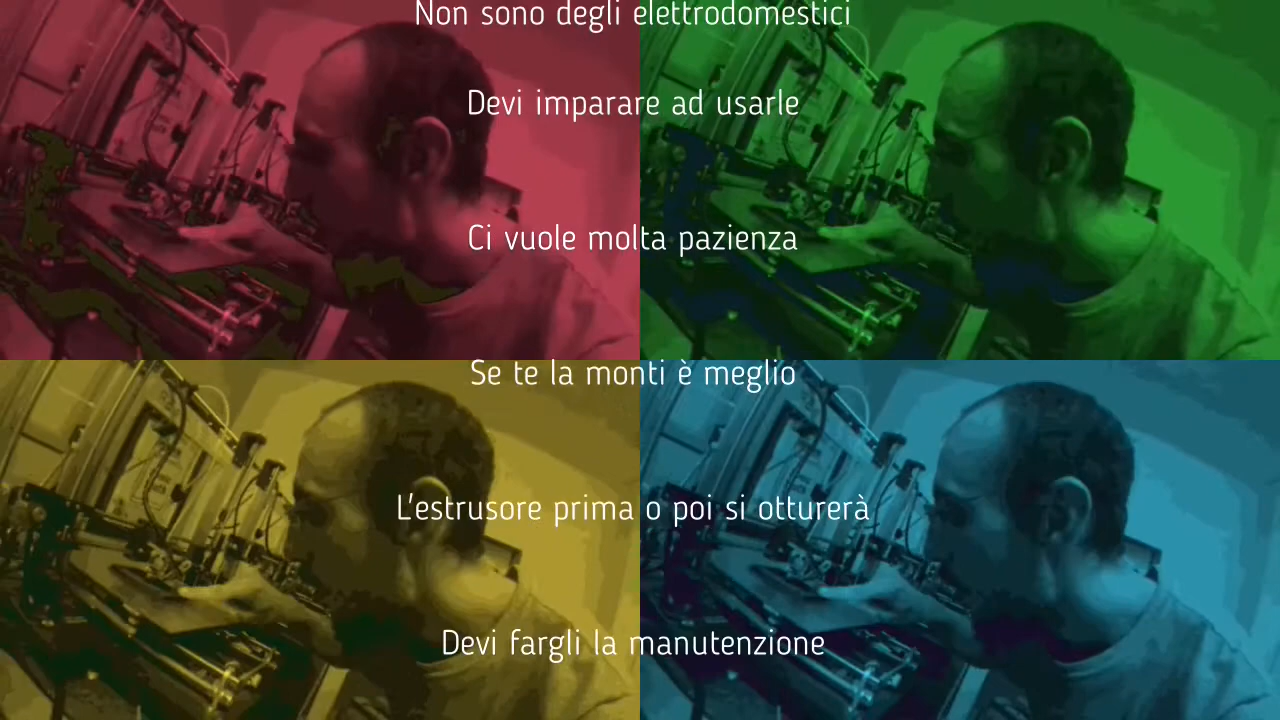 Non sono degli elettrodomestici
Devi imparare ad usarle
Ci vuole molta pazienza
Se te la monti è meglio
L'estrusore prima o poi si otturerà
Devi fargli la manutenzione